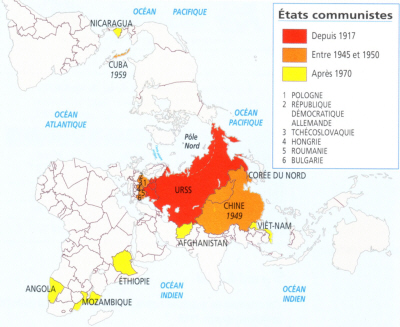 OCÉAN
PACIFIQUE
NICARAGUA
CUBA
1959
OCÉAN
ATLANTIQUE
OCÉAN
PACIFIQUE
Pôle
Nord
URSS
CORÉE DU NORD
CHINE
1949
VIÊT-NAM
AFGHANISTAN
ÉTHIOPIE
ANGOLA
MOZAMBIQUE
OCÉAN
INDIEN
OCÉAN
INDIEN
États communistes
Depuis 1917
Entre 1945 et 1950
Après 1970
1 POLOGNE
2 RÉPUBLIQUE
DÉMOCRATIQUE
ALLEMANDE
3 TCHÉCOSLOVAQUIE
4 HONGRIE
5 ROUMANIE
6 BULGARIE